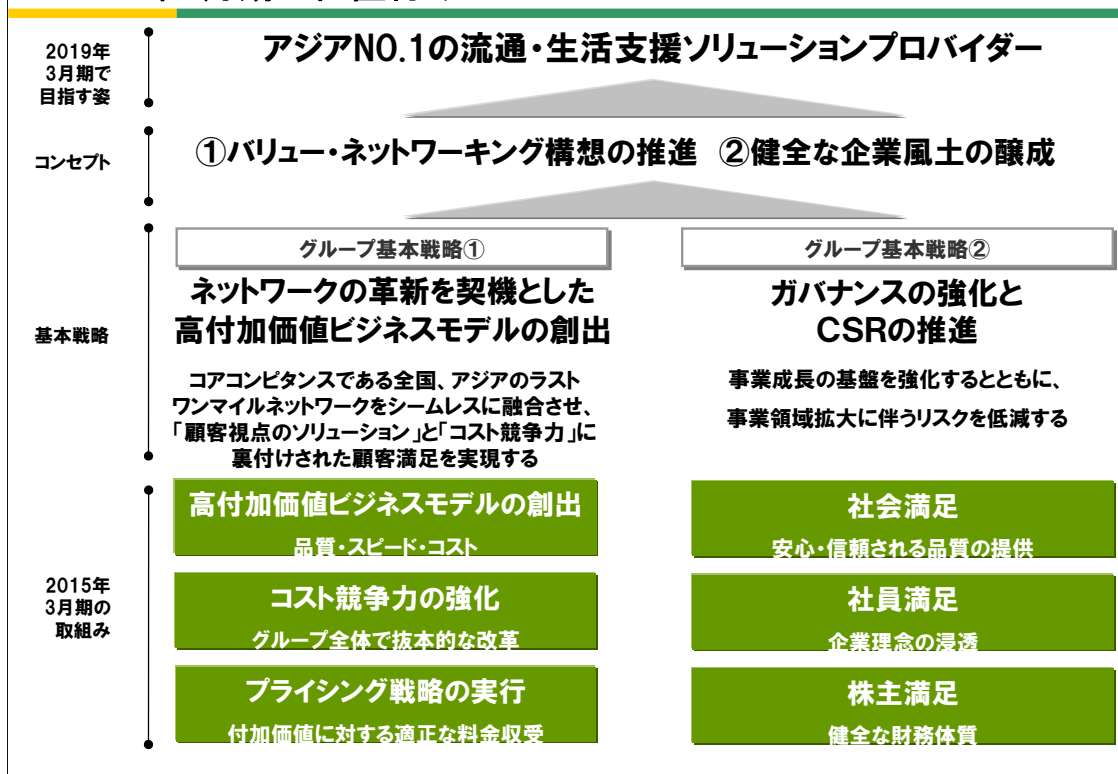 2019年
3月期で
目指す姿
アジアNO.1の流通・生活支援ソリューションプロバイダー
コンセプト
①バリュー・ネットワーキング構想の推進 ②健全な企業風土の醸成
基本戦略
グループ基本戦略①
ネットワークの革新を契機とした
高付加価値ビジネスモデルの創出
コアコンピタンスである全国、アジアのラスト
ワンマイルネットワークをシームレスに融合させ、
「顧客視点のソリューション」と「コスト競争力」に
裏付けされた顧客満足を実現する
グループ基本戦略②
ガバナンスの強化と
CSRの推進
事業成長の基盤を強化するとともに、
事業領域拡大に伴うリスクを低減する
2015年
3月期の
取組み
高付加価値ビジネスモデルの創出
品質・スピード・コスト
コスト競争力の強化
グループ全体で抜本的な改革
プライシング戦略の実行
付加価値に対する適正な料金収受
社会満足
安心・信頼される品質の提供
社員満足
企業理念の浸透
株主満足
健全な財務体質